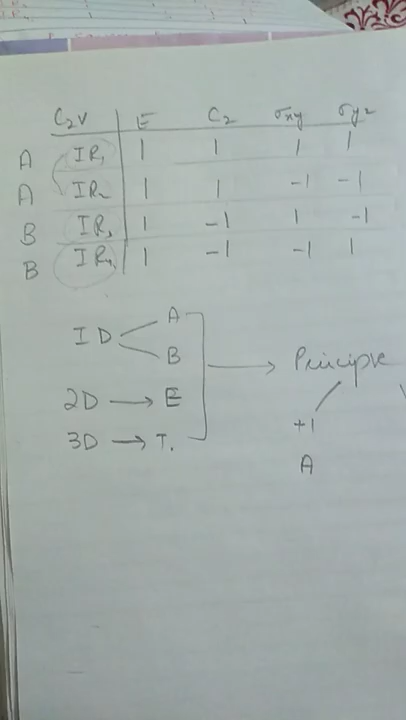 C2V E C2 σxy σyz
A IR1 1 1 1 1
A IR2 1 1 -1 -1
B IR3 1 -1 1 -1
B IR4 1 -1 -1 1
1D A
B
2D → E
3D → T.
→ Principle
+1
A